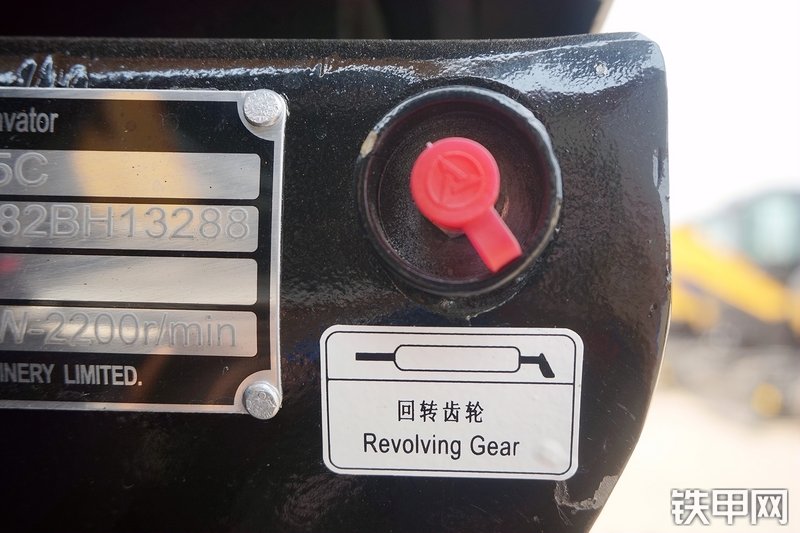 avator
5C
82BH13288
W-2200r/min
INERY LIMITED.
回转齿轮
Revolving Gear
铁甲网